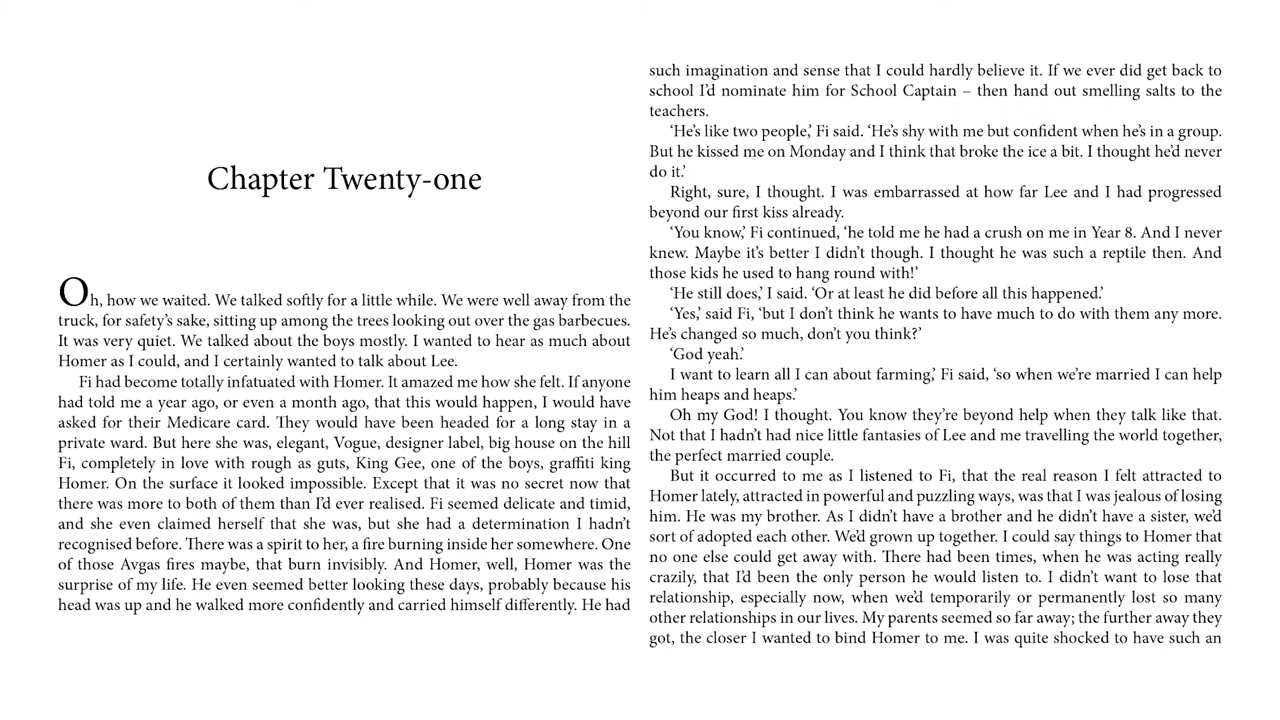 Chapter Twenty-one
Oh, how we waited. We talked softly for a little while. We were well away from the
truck, for safety’s sake, sitting up among the trees looking out over the gas barbecues.
It was very quiet. We talked about the boys mostly. I wanted to hear as much about
Homer as I could, and I certainly wanted to talk about Lee.
Fi had become totally infatuated with Homer. It amazed me how she felt. If anyone
had told me a year ago, or even a month ago, that this would happen, I would have
asked for their Medicare card. They would have been headed for a long stay in a
private ward. But here she was, elegant, Vogue, designer label, big house on the hill
Fi, completely in love with rough as guts, King Gee, one of the boys, graffiti king
Homer. On the surface it looked impossible. Except that it was no secret now that
there was more to both of them than I’d ever realised. Fi seemed delicate and timid,
and she even claimed herself that she was, but she had a determination I hadn’t
recognised before. There was a spirit to her, a fire burning inside her somewhere. One
of those Avgas fires maybe, that burn invisibly. And Homer, well, Homer was the
surprise of my life. He even seemed better looking these days, probably because his
head was up and he walked more confidently and carried himself differently. He had
such imagination and sense that I could hardly believe it. If we ever did get back to
school I’d nominate him for School Captain – then hand out smelling salts to the
teachers.
‘He’s like two people,’ Fi said. ‘He’s shy with me but confident when he’s in a group.
But he kissed me on Monday and I think that broke the ice a bit. I thought he’d never
do it.’
Right, sure, I thought. I was embarrassed at how far Lee and I had progressed
beyond our first kiss already.
‘You know,’ Fi continued, ‘he told me he had a crush on me in Year 8. And I never
knew. Maybe it’s better I didn’t though. I thought he was such a reptile then. And
those kids he used to hang round with!’
‘He still does,’ I said. ‘Or at least he did before all this happened.’
‘Yes,’ said Fi, ‘but I don’t think he wants to have much to do with them any more.
He’s changed so much, don’t you think?’
‘God yeah.’
I want to learn all I can about farming,’ Fi said, ‘so when we’re married I can help
him heaps and heaps.’
Oh my God! I thought. You know they’re beyond help when they talk like that.
Not that I hadn’t had nice little fantasies of Lee and me travelling the world together,
the perfect married couple.
But it occurred to me as I listened to Fi, that the real reason I felt attracted to
Homer lately, attracted in powerful and puzzling ways, was that I was jealous of losing
him. He was my brother. As I didn’t have a brother and he didn’t have a sister, we’d
sort of adopted each other. We’d grown up together. I could say things to Homer that
no one else could get away with. There had been times, when he was acting really
crazily, that I’d been the only person he would listen to. I didn’t want to lose that
relationship, especially now, when we’d temporarily or permanently lost so many
other relationships in our lives. My parents seemed so far away; the further away they
got, the closer I wanted to bind Homer to me. I was quite shocked to have such an